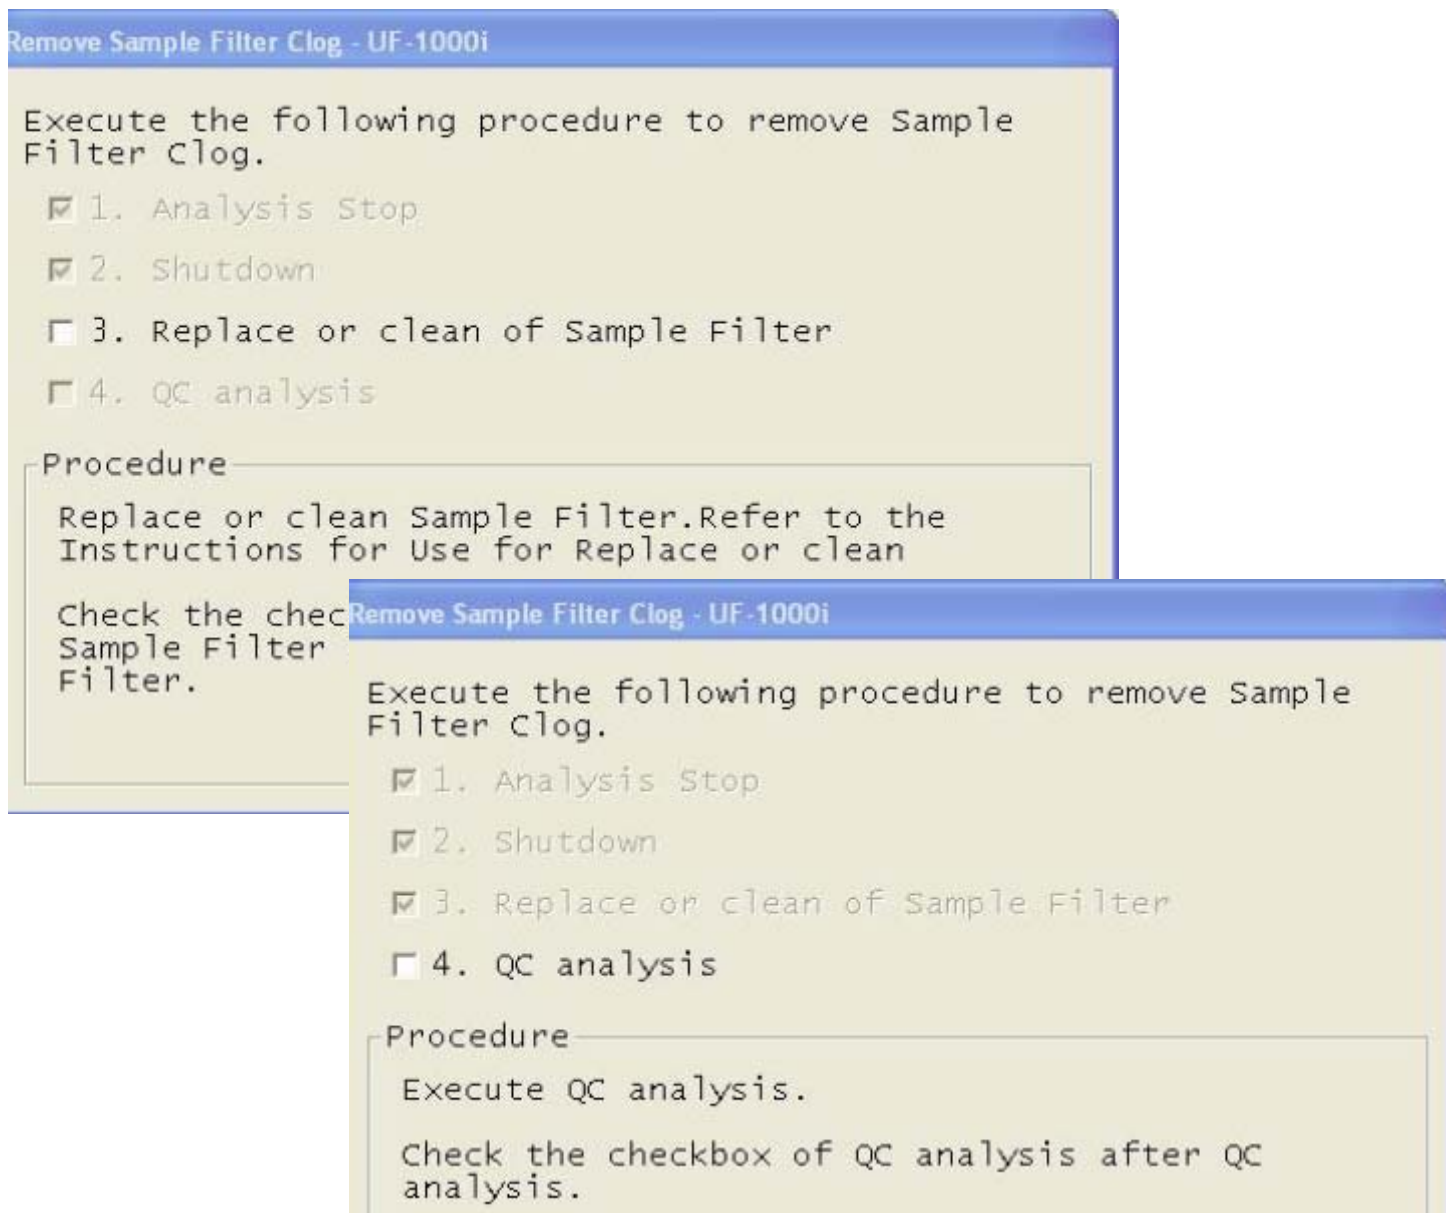 Remove Sample Filter Clog - UF-1000i
Execute the following procedure to remove Sample
Filter Clog.
1. Analysis Stop
2. Shutdown
3. Replace or clean of Sample Filter
4. QC analysis
Procedure
Replace or clean Sample Filter.Refer to the
Instructions for Use for Replace or clean
Check the chec
Sample Filter
Filter.
Remove Sample Filter Clog - UF-1000i
Execute the following procedure to remove Sample
Filter Clog.
1. Analysis Stop
2. Shutdown
3. Replace or clean of Sample Filter
4. QC analysis
Procedure
Execute QC analysis.
Check the checkbox of QC analysis after QC
analysis.